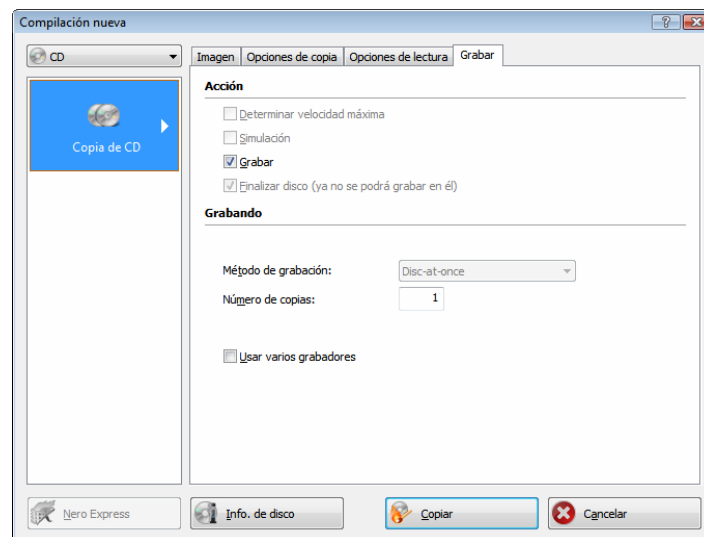 Compilación nueva
CD
Imagen Opciones de copia Opciones de lectura Grabar
Copia de CD
Acción
Determinar velocidad máxima
Simulación
Grabar
Finalizar disco (ya no se podrá grabar en él)
Grabando
Método de grabación: Disc-at-once
Número de copias: 1
Usar varios grabadores
Nero Express Info. de disco Copiar Cancelar